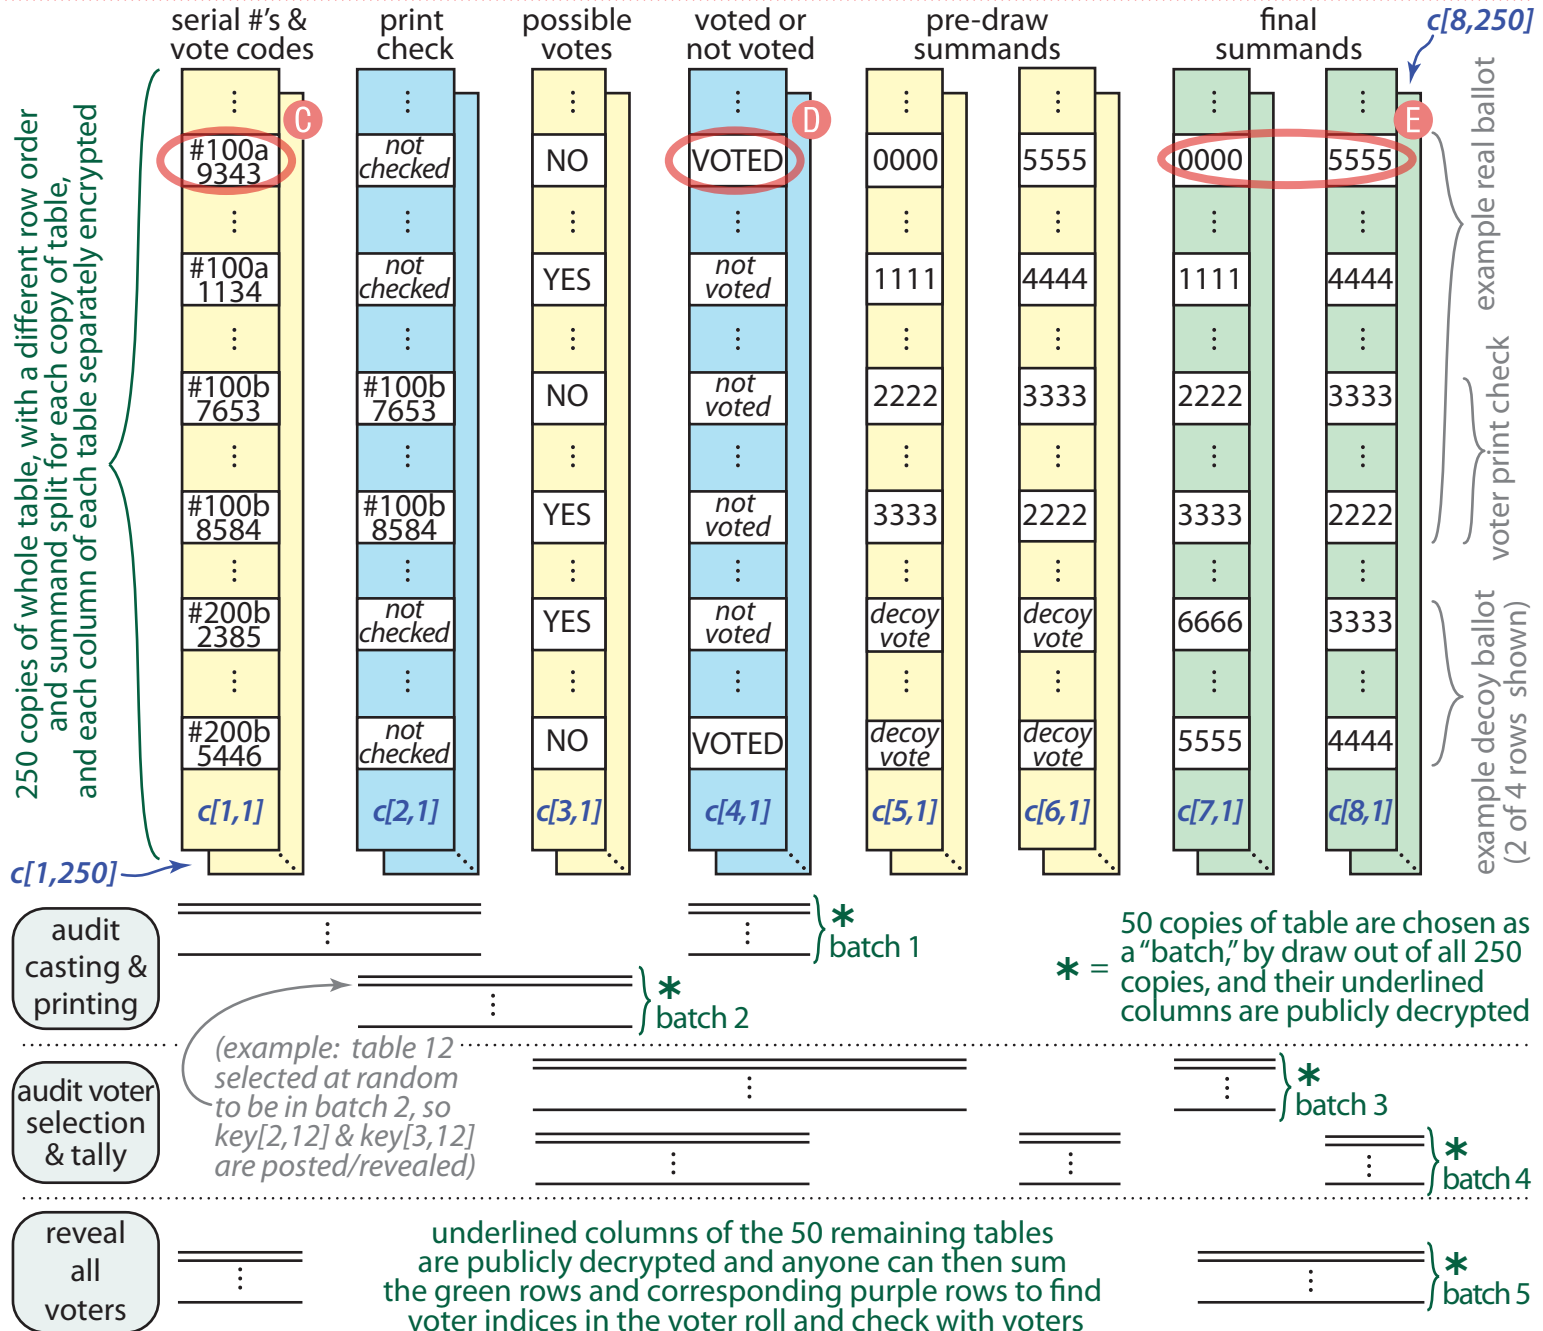 serial #'s &
vote codes
print
check
possible
votes
voted or
not voted
pre-draw
summands
final
summands
c[8,250]
250 copies of whole table, with a different row order
and summand split for each copy of table,
and each column of each table separately encrypted
C
D
E
⋮ ⋮ ⋮ ⋮ ⋮ ⋮ ⋮ ⋮
#100a
9343
not
checked
NO
VOTED
0000
5555
0000
5555
⋮ ⋮ ⋮ ⋮ ⋮ ⋮ ⋮ ⋮
#100a
1134
not
checked
YES
not
voted
1111
4444
1111
4444
⋮ ⋮ ⋮ ⋮ ⋮ ⋮ ⋮ ⋮
#100b
7653
#100b
7653
NO
not
voted
2222
3333
2222
3333
⋮ ⋮ ⋮ ⋮ ⋮ ⋮ ⋮ ⋮
#100b
8584
#100b
8584
YES
not
voted
3333
2222
3333
2222
⋮ ⋮ ⋮ ⋮ ⋮ ⋮ ⋮ ⋮
#200b
2385
not
checked
YES
not
voted
decoy
vote
decoy
vote
6666
3333
⋮ ⋮ ⋮ ⋮ ⋮ ⋮ ⋮ ⋮
#200b
5446
not
checked
NO
VOTED
decoy
vote
decoy
vote
5555
4444
c[1,1]
c[2,1]
c[3,1]
c[4,1]
c[5,1]
c[6,1]
c[7,1]
c[8,1]
c[1,250]
example real ballot
voter print check
example decoy ballot
(2 of 4 rows shown)
audit
casting &
printing
⋮ ⋮
*
batch 1
⋮
*
batch 2
* =
50 copies of table are chosen as
a “batch,” by draw out of all 250
copies, and their underlined
columns are publicly decrypted
(example: table 12
selected at random
to be in batch 2, so
key[2,12] & key[3,12]
are posted/revealed)
audit voter
selection
& tally
⋮ ⋮
*
batch 3
⋮ ⋮ ⋮
*
batch 4
reveal
all
voters
⋮
underlined columns of the 50 remaining tables
are publicly decrypted and anyone can then sum
the green rows and corresponding purple rows to find
voter indices in the voter roll and check with voters
⋮
*
batch 5